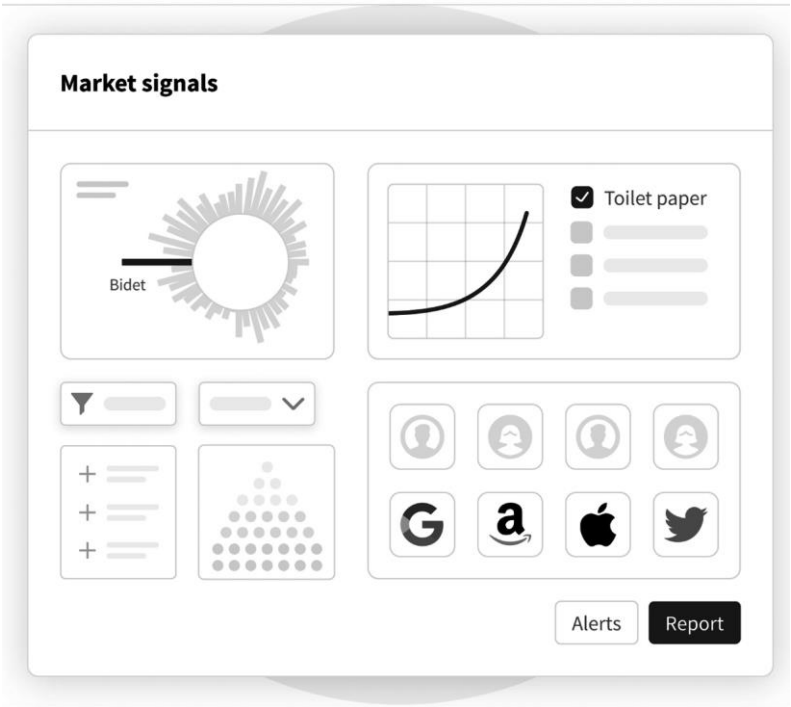 Market signals
Bidet
Toilet paper
Alerts
Report